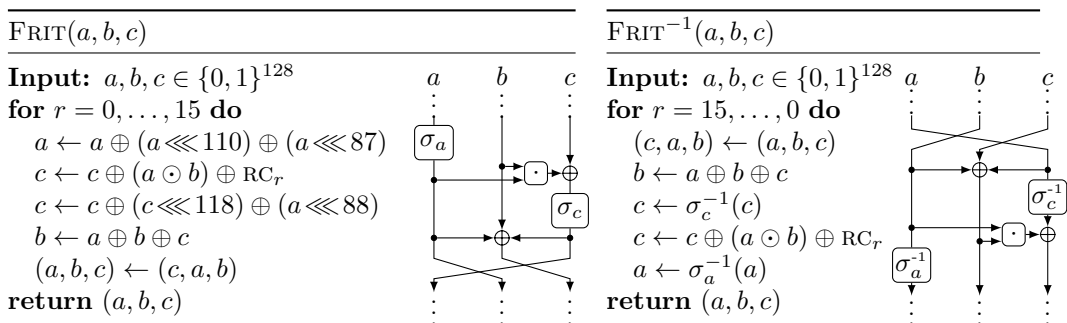 FRIT(a, b, c)
Input: a, b, c ∈ {0, 1}^128
for r = 0, . . . , 15 do
a ← a ⊕ (a ⋘ 110) ⊕ (a ⋘ 87)
c ← c ⊕ (a ⊙ b) ⊕ RC_r
c ← c ⊕ (c ⋘ 118) ⊕ (a ⋘ 88)
b ← a ⊕ b ⊕ c
(a, b, c) ← (c, a, b)
return (a, b, c)
a b c
σ_a
σ_c
FRIT^−1(a, b, c)
Input: a, b, c ∈ {0, 1}^128
for r = 15, . . . , 0 do
(c, a, b) ← (a, b, c)
b ← a ⊕ b ⊕ c
c ← σ_c^−1(c)
c ← c ⊕ (a ⊙ b) ⊕ RC_r
a ← σ_a^−1(a)
return (a, b, c)
a b c
σ_c^-1
σ_a^-1